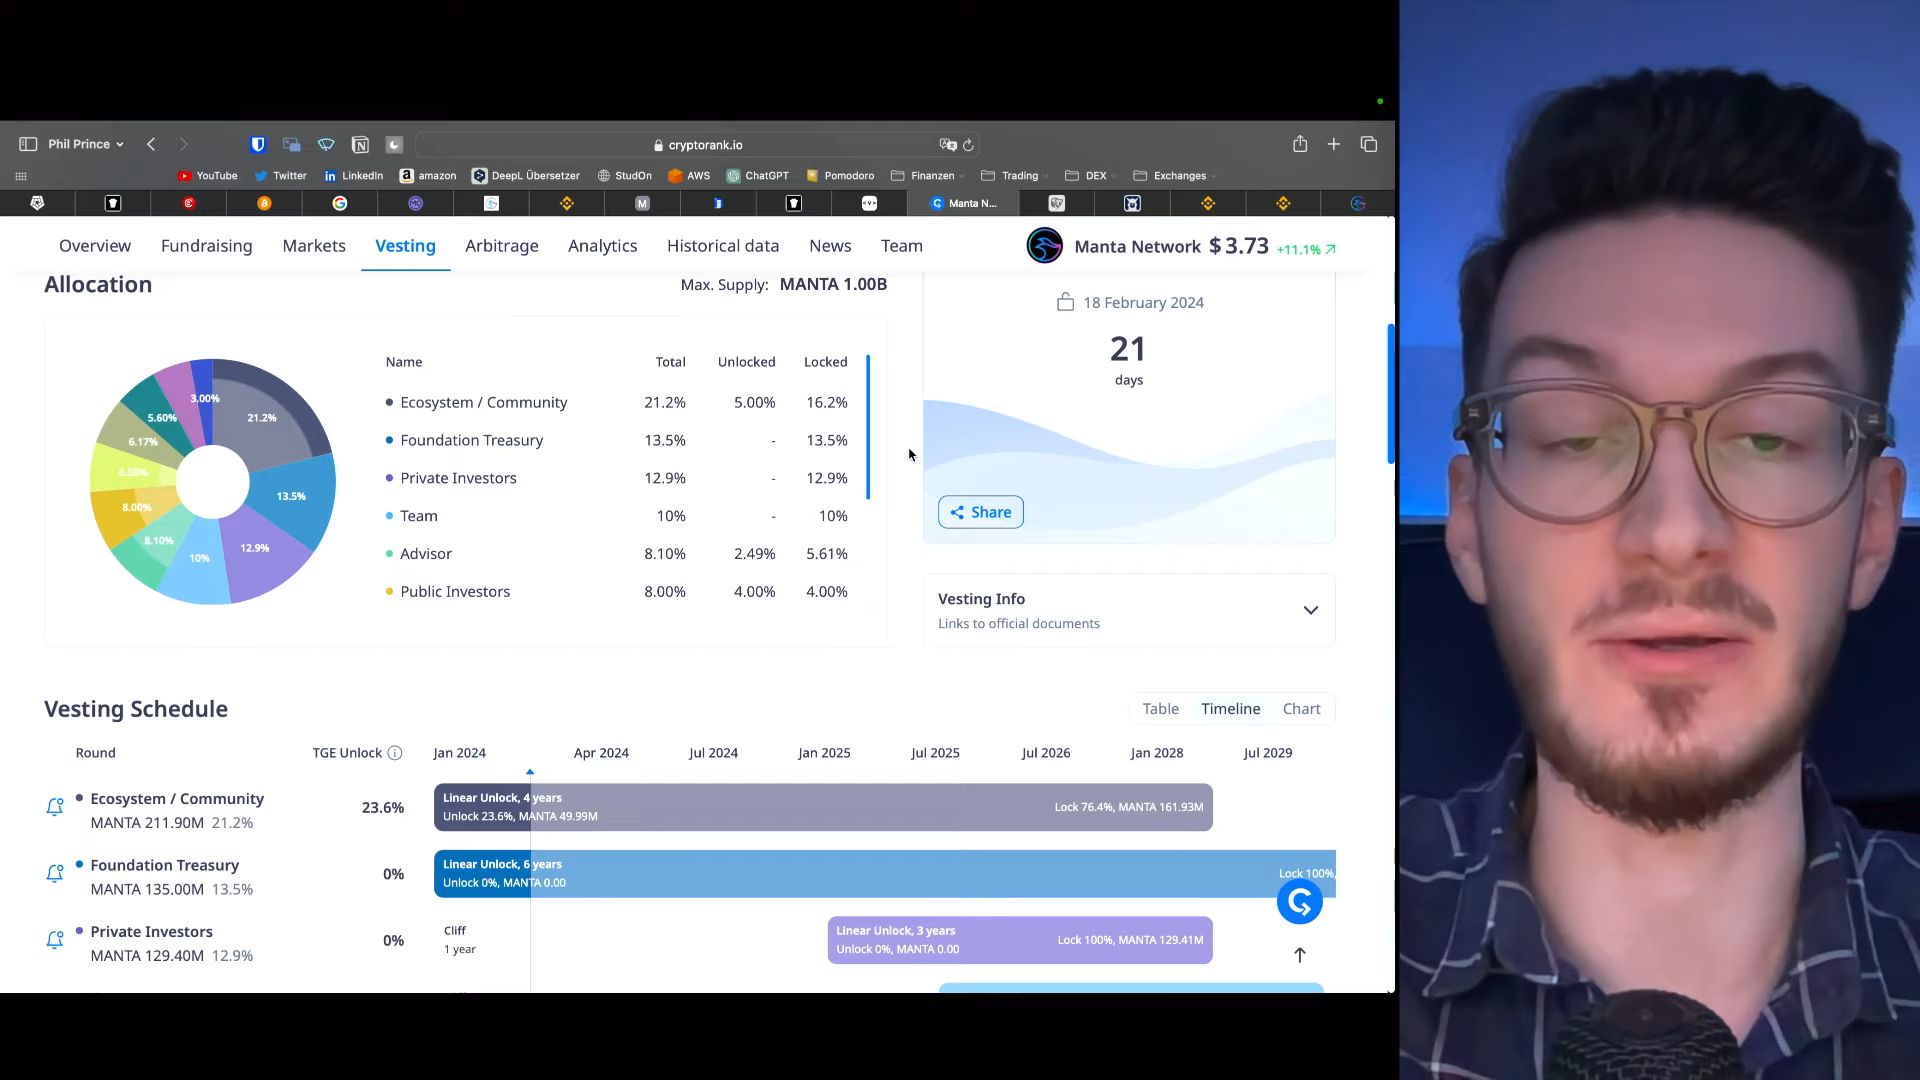 Phil Prince
cryptorank.io
YouTube Twitter LinkedIn amazon DeepL Übersetzer StudOn AWS ChatGPT Pomodoro Finanzen Trading DEX Exchanges
Manta N...
Overview Fundraising Markets Vesting Arbitrage Analytics Historical data News Team
Manta Network $ 3.73 +11.1%
Allocation
Max. Supply: MANTA 1.00B
Name Total Unlocked Locked
Ecosystem / Community 21.2% 5.00% 16.2%
Foundation Treasury 13.5% - 13.5%
Private Investors 12.9% - 12.9%
Team 10% - 10%
Advisor 8.10% 2.49% 5.61%
Public Investors 8.00% 4.00% 4.00%
3.00%
21.2%
5.60%
6.17%
6.50%
13.5%
8.00%
8.10%
12.9%
10%
18 February 2024
21
days
Share
Vesting Info
Links to official documents
Vesting Schedule
Table Timeline Chart
Round TGE Unlock Jan 2024 Apr 2024 Jul 2024 Jan 2025 Jul 2025 Jul 2026 Jan 2028 Jul 2029
Ecosystem / Community
MANTA 211.90M 21.2%
23.6%
Linear Unlock, 4 years
Unlock 23.6%, MANTA 49.99M
Lock 76.4%, MANTA 161.93M
Foundation Treasury
MANTA 135.00M 13.5%
0%
Linear Unlock, 6 years
Unlock 0%, MANTA 0.00
Lock 100%,
Private Investors
MANTA 129.40M 12.9%
0%
Cliff
1 year
Linear Unlock, 3 years
Unlock 0%, MANTA 0.00
Lock 100%, MANTA 129.41M